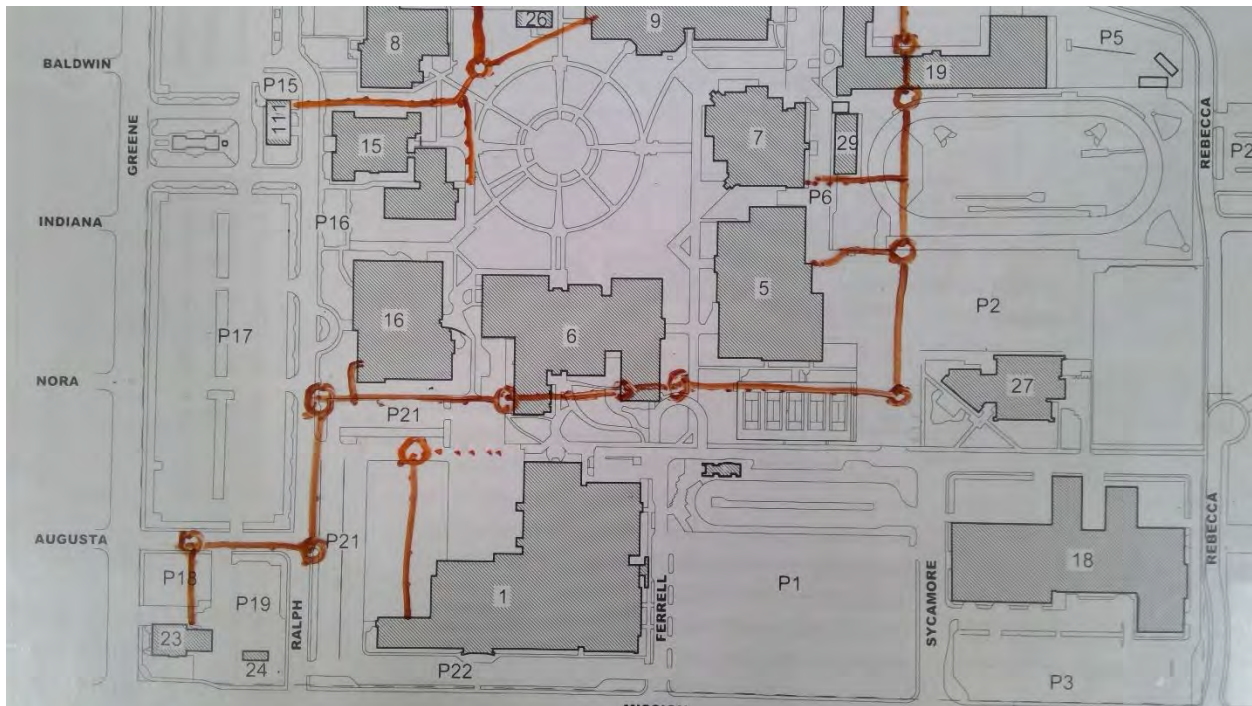 26
9
8
P5
BALDWIN
19
P15
111
GREENE
7
29
15
REBECCA
P2
P6
INDIANA
P16
5
P2
16
P17
6
NORA
27
P21
AUGUSTA
P21
18
P18
P19
P1
1
RALPH
FERRELL
SYCAMORE
REBECCA
23
24
P22
P3